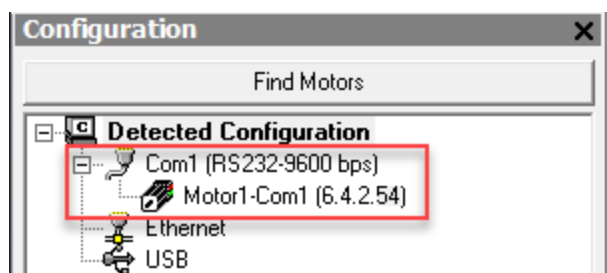 Configuration
Find Motors
Detected Configuration
Com1 (RS232-9600 bps)
Motor1-Com1 (6.4.2.54)
Ethernet
USB